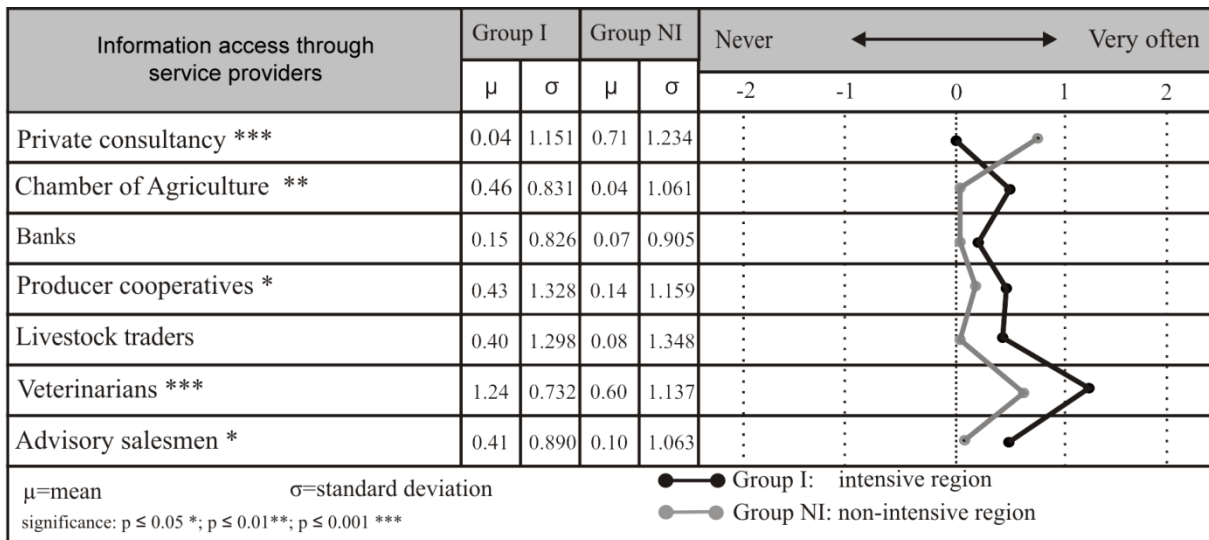 Information access through service providers Group I Group NI Never Very often
μ σ μ σ -2 -1 0 1 2
Private consultancy *** 0.04 1.151 0.71 1.234
Chamber of Agriculture ** 0.46 0.831 0.04 1.061
Banks 0.15 0.826 0.07 0.905
Producer cooperatives * 0.43 1.328 0.14 1.159
Livestock traders 0.40 1.298 0.08 1.348
Veterinarians *** 1.24 0.732 0.60 1.137
Advisory salesmen * 0.41 0.890 0.10 1.063
μ=mean σ=standard deviation
significance: p ≤ 0.05 *; p ≤ 0.01**; p ≤ 0.001 ***
Group I: intensive region
Group NI: non-intensive region